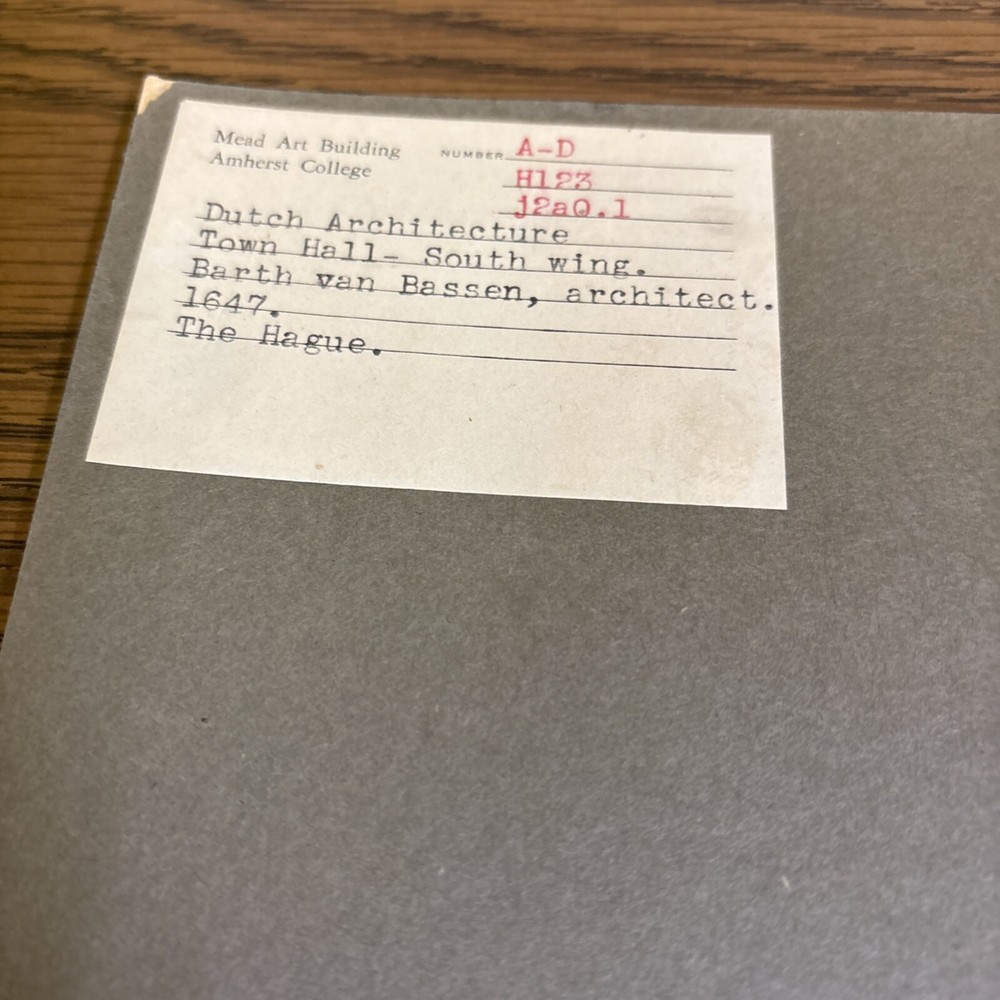 Mead Art Building
Amherst College
NUMBER A-D
H123
j2a0.1
Dutch Architecture
Town Hall- South wing.
Barth van Bassen, architect.
1647.
The Hague.